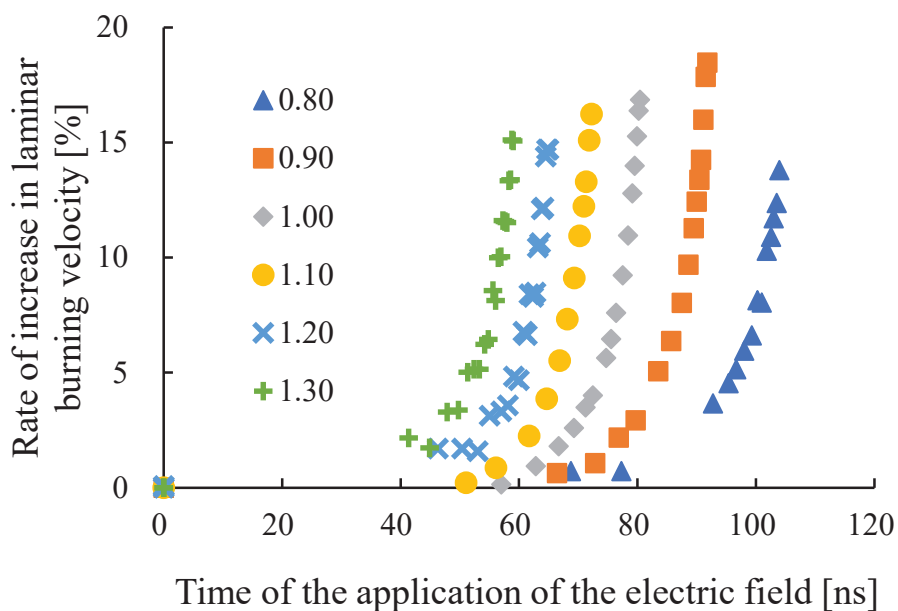 Rate of increase in laminar
burning velocity [%]
20
15
10
5
0
0.80
0.90
1.00
1.10
1.20
1.30
0 20 40 60 80 100 120
Time of the application of the electric field [ns]